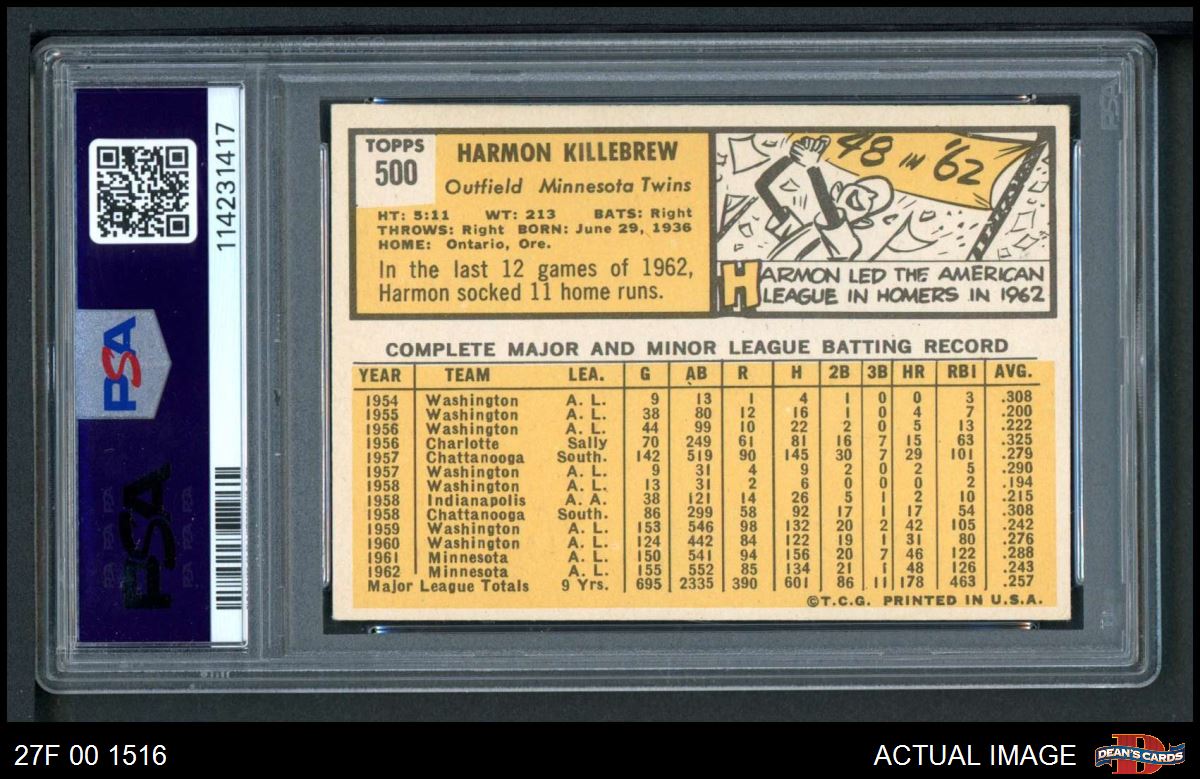 114231417
PSA
PSA
TOPPS
500
HARMON KILLEBREW
Outfield Minnesota Twins
HT: 5:11 WT: 213 BATS: Right
THROWS: Right BORN: June 29, 1936
HOME: Ontario, Ore.
In the last 12 games of 1962,
Harmon socked 11 home runs.
48 IN '62
HARMON LED THE AMERICAN
LEAGUE IN HOMERS IN 1962
COMPLETE MAJOR AND MINOR LEAGUE BATTING RECORD
YEAR TEAM LEA. G AB R H 2B 3B HR RBI AVG.
1954 Washington A. L. 9 13 1 4 1 0 0 3 .308
1955 Washington A. L. 38 80 12 16 1 0 4 7 .200
1956 Washington A. L. 44 99 10 22 2 0 5 13 .222
1956 Charlotte Sally 70 249 61 81 16 7 15 63 .325
1957 Chattanooga South. 142 519 90 145 30 7 29 101 .279
1957 Washington A. L. 9 31 4 9 2 0 2 5 .290
1958 Washington A. L. 13 31 2 6 0 0 0 2 .194
1958 Indianapolis A. A. 38 121 14 26 5 1 2 10 .215
1958 Chattanooga South. 86 299 58 92 17 1 17 54 .308
1959 Washington A. L. 153 546 98 132 20 2 42 105 .242
1960 Washington A. L. 124 442 84 122 19 1 31 80 .276
1961 Minnesota A. L. 150 541 94 156 20 7 46 122 .288
1962 Minnesota A. L. 155 552 85 134 21 1 48 126 .243
Major League Totals 9 Yrs. 695 2335 390 601 86 11 178 463 .257
©T.C.G. PRINTED IN U.S.A.
27F 00 1516
ACTUAL IMAGE
DEAN'S CARDS